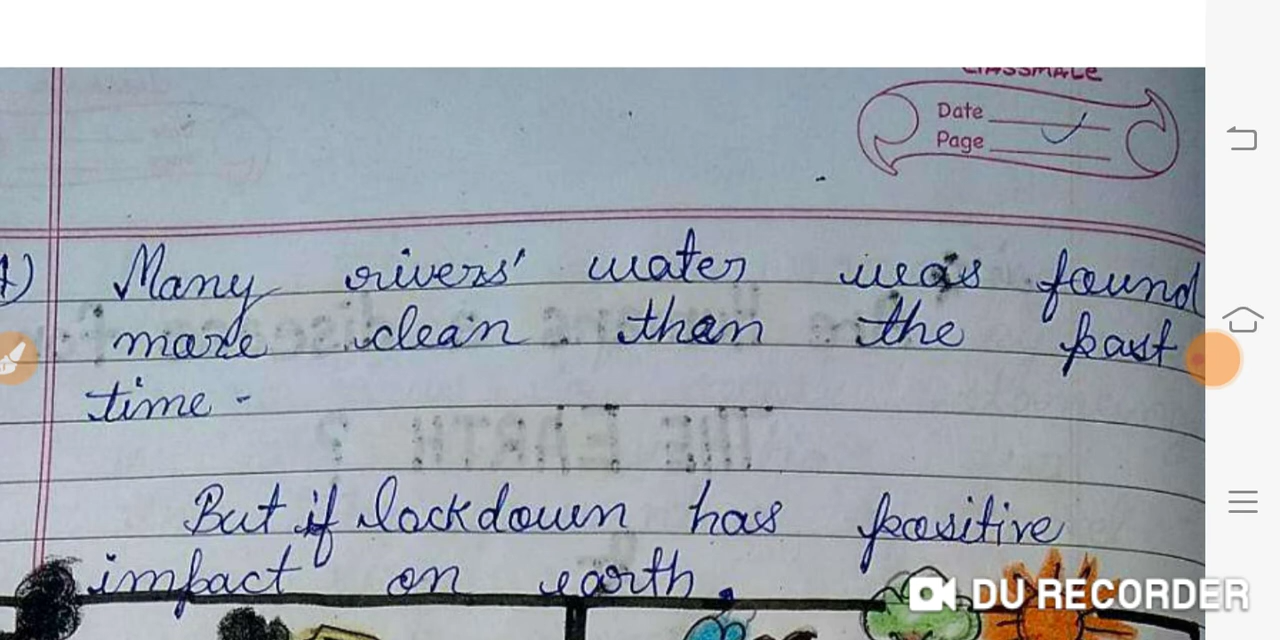 classmate
Date
Page
Many rivers' water was found
more clean than the past
time.
But if lockdown has positive
impact on earth.
DU RECORDER